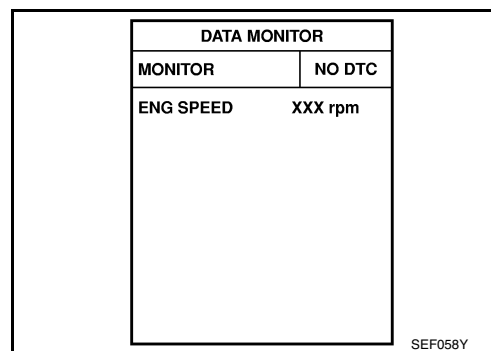 DATA MONITOR
MONITOR NO DTC
ENG SPEED XXX rpm
SEF058Y